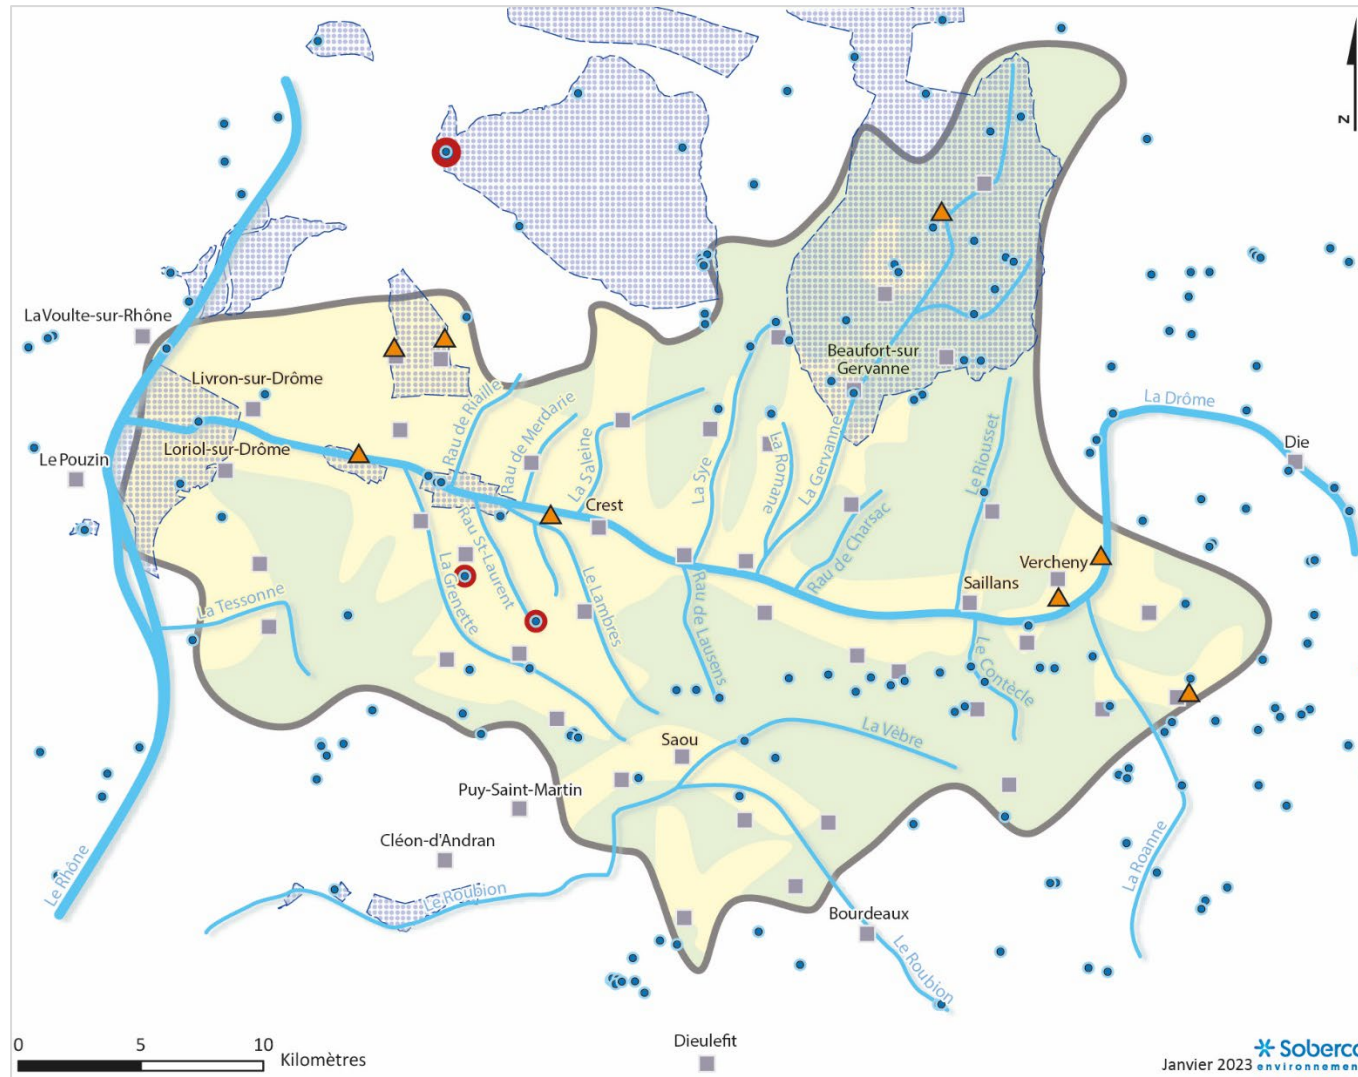 N
La Voulte-sur-Rhône
Livron-sur-Drôme
Loriol-sur-Drôme
Le Pouzin
Rau de Riaille
Rau de Merdarie
La Saleine
Crest
La Sye
La Romane
La Gervanne
Beaufort-sur
Gervanne
Rau de Charsac
Le Riousset
La Drôme
Die
Vercheny
Saillans
Rau St-Laurent
La Grenette
Le Lambres
Rau de Lausens
Le Contècle
La Tessonne
La Vèbre
Saou
Puy-Saint-Martin
Cléon-d'Andran
Le Rhône
Le Roubion
Bourdeaux
Le Roubion
La Roanne
Dieulefit
0 5 10
Kilomètres
Janvier 2023
Soberco
environnement